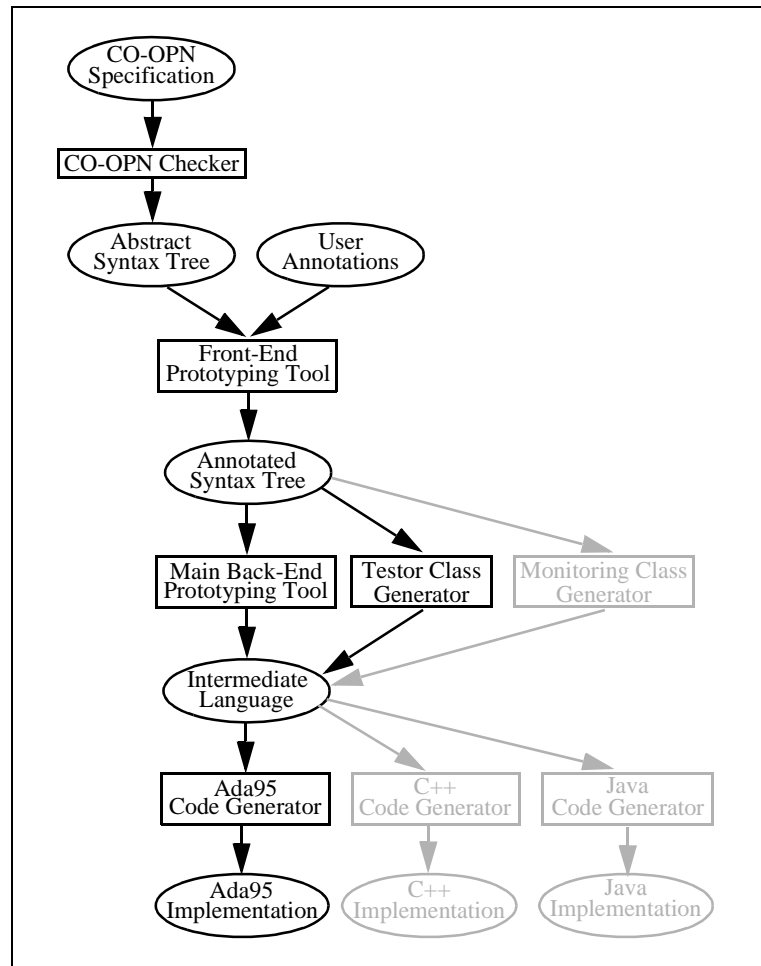 CO-OPN
Specification
CO-OPN Checker
Abstract
Syntax Tree
User
Annotations
Front-End
Prototyping Tool
Annotated
Syntax Tree
Main Back-End
Prototyping Tool
Testor Class
Generator
Monitoring Class
Generator
Intermediate
Language
Ada95
Code Generator
C++
Code Generator
Java
Code Generator
Ada95
Implementation
C++
Implementation
Java
Implementation